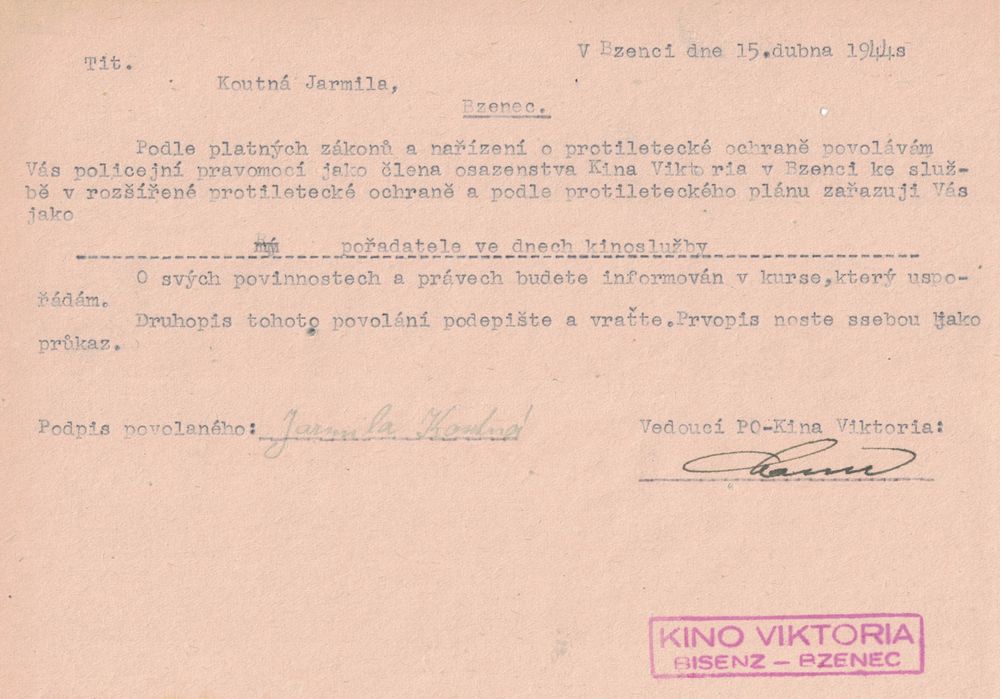 V Bzenci dne 15.dubna 1944s
Tit.
Koutná Jarmila,
Bzenec.
Podle platných zákonů a nařízení o protiletecké ochraně povolávám
Vás policejní pravomocí jako člena osazenstva Kina Viktoria v Bzenci ke služ-
bě v rozšířené protiletecké ochraně a podle protileteckého plánu zařazuji Vás
jako
pořadatele ve dnech kinoslužby
O svých povinnostech a právech budete informován v kurse,který uspo-
řádám.
Druhopis tohoto povolání podepište a vraťte.Prvopis noste ssebou jako
průkaz.
Podpis povolaného: Jarmila Koutná
Vedoucí PO-Kina Viktoria:
KINO VIKTORIA
BISENZ — BZENEC